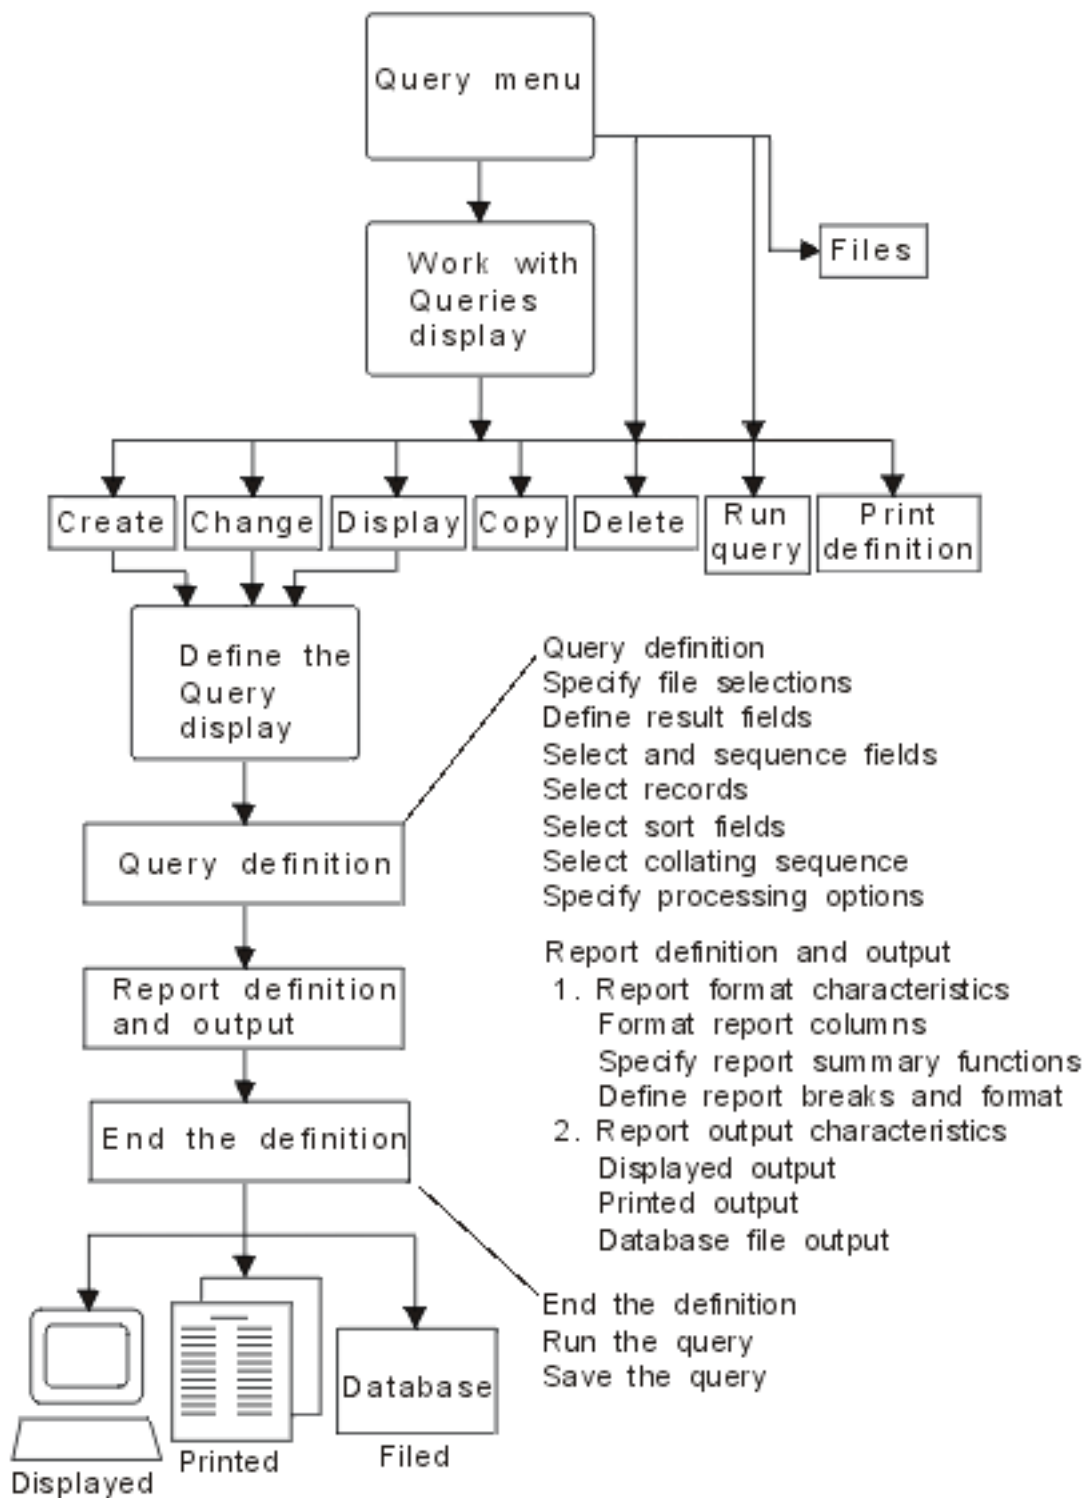 Query menu
Files
Work with
Queries
display
Create
Change
Display
Copy
Delete
Run
query
Print
definition
Define the
Query
display
Query definition
Report definition
and output
End the definition
Query definition
Specify file selections
Define result fields
Select and sequence fields
Select records
Select sort fields
Select collating sequence
Specify processing options
Report definition and output
1. Report format characteristics
Format report columns
Specify report summary functions
Define report breaks and format
2. Report output characteristics
Displayed output
Printed output
Database file output
End the definition
Run the query
Save the query
Database
Displayed
Printed
Filed